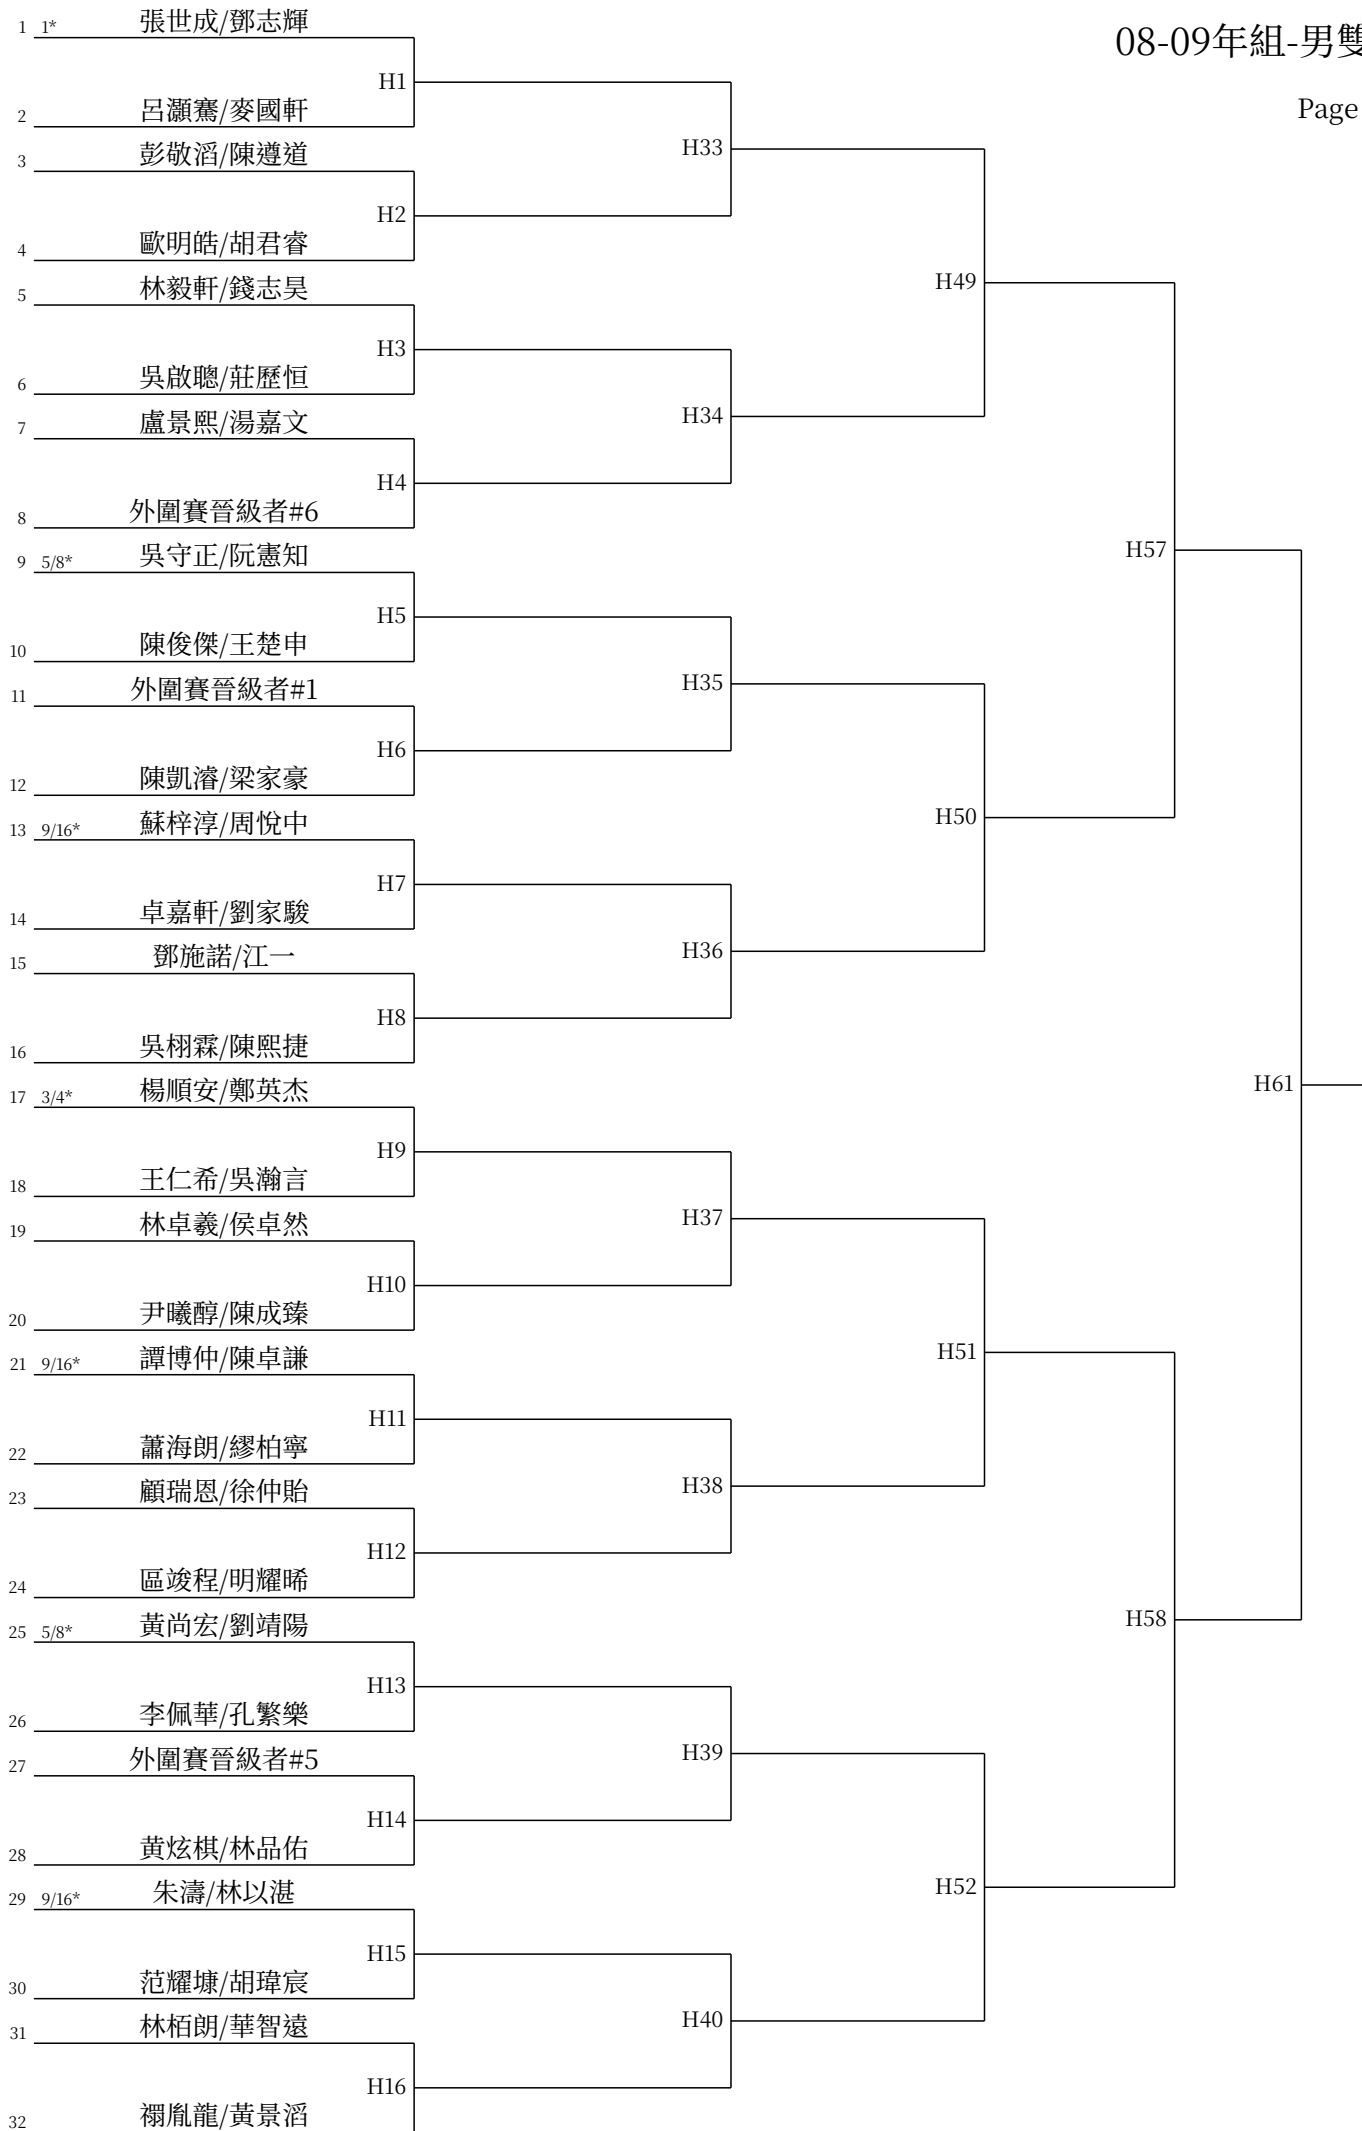 08-09年組-男雙
Page
1 1* 張世成/鄧志輝
H1
2 呂灝騫/麥國軒
H33
3 彭敬滔/陳遵道
H2
4 歐明皓/胡君睿
H49
5 林毅軒/錢志昊
H3
6 吳啟聰/莊歷恒
H34
7 盧景熙/湯嘉文
H4
8 外圍賽晉級者#6
H57
9 5/8* 吳守正/阮憲知
H5
10 陳俊傑/王楚申
H35
11 外圍賽晉級者#1
H6
12 陳凱濬/梁家豪
H50
13 9/16* 蘇梓淳/周悅中
H7
14 卓嘉軒/劉家駿
H36
15 鄧施諾/江一
H8
16 吳栩霖/陳熙捷
H61
17 3/4* 楊順安/鄭英杰
H9
18 王仁希/吳瀚言
H37
19 林卓羲/侯卓然
H10
20 尹曦醇/陳成臻
H51
21 9/16* 譚博仲/陳卓謙
H11
22 蕭海朗/繆柏寧
H38
23 顧瑞恩/徐仲貽
H12
24 區竣程/明耀晞
H58
25 5/8* 黃尚宏/劉靖陽
H13
26 李佩華/孔繁樂
H39
27 外圍賽晉級者#5
H14
28 黃炫棋/林品佑
H52
29 9/16* 朱濤/林以湛
H15
30 范耀塘/胡瑋宸
H40
31 林栢朗/華智遠
H16
32 禤胤龍/黃景滔